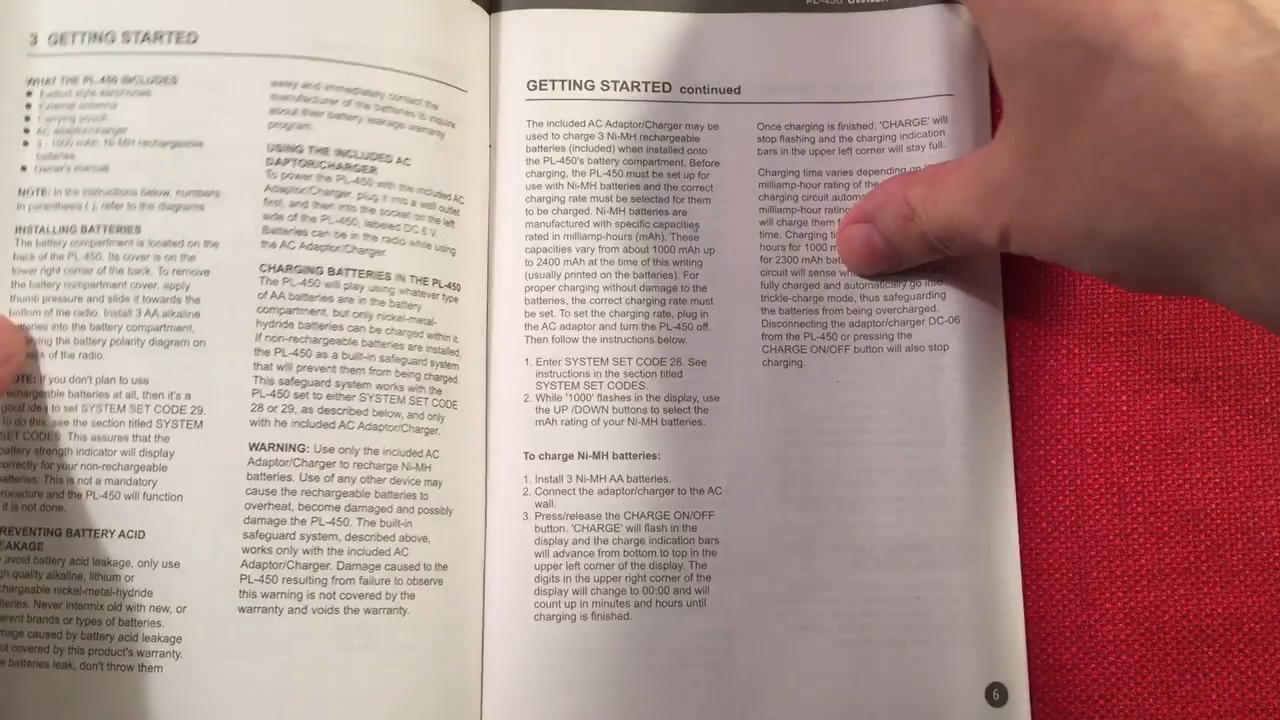 3 GETTING STARTED
WHAT THE PL-450 INCLUDES
External antenna
Carrying pouch
AC adaptor/charger
3 - 1000 mAh Ni-MH rechargeable
batteries
Owner's manual
NOTE: In the instructions below, numbers
in parenthesis ( ), refer to the diagrams.
INSTALLING BATTERIES
The battery compartment is located on the
back of the PL-450. Its cover is on the
lower right corner of the back. To remove
the battery compartment cover, apply
thumb pressure and slide it towards the
bottom of the radio. Install 3 AA alkaline
into the battery compartment,
the battery polarity diagram on
of the radio.
If you don't plan to use
batteries at all, then it's a
good to set SYSTEM SET CODE 29.
To do this, see the section titled SYSTEM
SET CODES. This assures that the
battery strength indicator will display
correctly for your non-rechargeable
batteries. This is not a mandatory
procedure and the PL-450 will function
it is not done.
BATTERY ACID
avoid battery acid leakage, only use
quality alkaline, lithium or
nickel-metal-hydride
Never intermix old with new, or
brands or types of batteries.
caused by battery acid leakage
covered by this product's warranty.
batteries leak, don't throw them
away and immediately contact the
manufacturer of the batteries to inquire
about their battery leakage warranty
program.
USING THE INCLUDED AC
DAPTOR/CHARGER
To power the PL-450 with the included AC
Adaptor/Charger, plug it into a wall outlet
first, and then into the socket on the left
side of the PL-450, labeled DC 6 V.
Batteries can be in the radio while using
the AC Adaptor/Charger.
CHARGING BATTERIES IN THE PL-450
The PL-450 will play using whatever type
of AA batteries are in the battery
compartment, but only nickel-metal-
hydride batteries can be charged within it.
If non-rechargeable batteries are installed,
the PL-450 as a built-in safeguard system
that will prevent them from being charged.
This safeguard system works with the
PL-450 set to either SYSTEM SET CODE
28 or 29, as described below, and only
with he included AC Adaptor/Charger.
WARNING: Use only the included AC
Adaptor/Charger to recharge Ni-MH
batteries. Use of any other device may
cause the rechargeable batteries to
overheat, become damaged and possibly
damage the PL-450. The built-in
safeguard system, described above,
works only with the included AC
Adaptor/Charger. Damage caused to the
PL-450 resulting from failure to observe
this warning is not covered by the
warranty and voids the warranty.
GETTING STARTED continued
The included AC Adaptor/Charger may be
used to charge 3 Ni-MH rechargeable
batteries (included) when installed onto
the PL-450's battery compartment. Before
charging, the PL-450 must be set up for
use with Ni-MH batteries and the correct
charging rate must be selected for them
to be charged. Ni-MH batteries are
manufactured with specific capacities
rated in milliamp-hours (mAh). These
capacities vary from about 1000 mAh up
to 2400 mAh at the time of this writing
(usually printed on the batteries). For
proper charging without damage to the
batteries, the correct charging rate must
be set. To set the charging rate, plug in
the AC adaptor and turn the PL-450 off.
Then follow the instructions below.
1. Enter SYSTEM SET CODE 28. See
instructions in the section titled
SYSTEM SET CODES.
2. While '1000' flashes in the display, use
the UP /DOWN buttons to select the
mAh rating of your Ni-MH batteries.
To charge Ni-MH batteries:
1. Install 3 Ni-MH AA batteries.
2. Connect the adaptor/charger to the AC
wall.
3. Press/release the CHARGE ON/OFF
button. 'CHARGE' will flash in the
display and the charge indication bars
will advance from bottom to top in the
upper left corner of the display. The
digits in the upper right corner of the
display will change to 00:00 and will
count up in minutes and hours until
charging is finished.
Once charging is finished, 'CHARGE' will
stop flashing and the charging indication
bars in the upper left corner will stay full.
Charging time varies depending on
milliamp-hour rating of the
charging circuit
milliamp-hour
will charge them
time. Charging
hours for 1000
for 2300 mAh
circuit will sense
fully charged and automatically go into
trickle-charge mode, thus safeguarding
the batteries from being overcharged.
Disconnecting the adaptor/charger DC-06
from the PL-450 or pressing the
CHARGE ON/OFF button will also stop
charging.
6